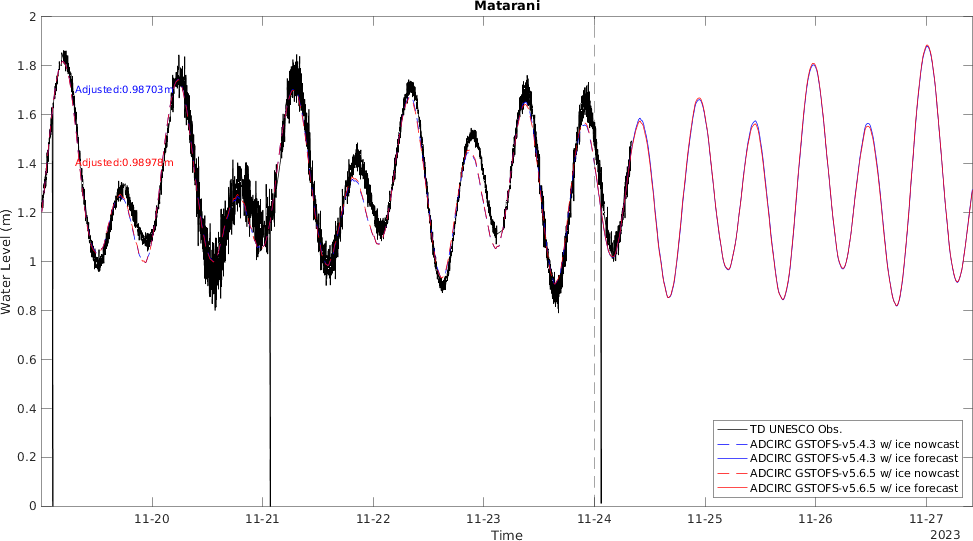 Matarani
2
1.8
1.6
1.4
1.2
1
0.8
0.6
0.4
0.2
0
Water Level (m)
Adjusted:0.98703m
Adjusted:0.98978m
11-20
11-21
11-22
11-23
11-24
11-25
11-26
11-27
Time
2023
TD UNESCO Obs.
ADCIRC GSTOFS-v5.4.3 w/ ice nowcast
ADCIRC GSTOFS-v5.4.3 w/ ice forecast
ADCIRC GSTOFS-v5.6.5 w/ ice nowcast
ADCIRC GSTOFS-v5.6.5 w/ ice forecast